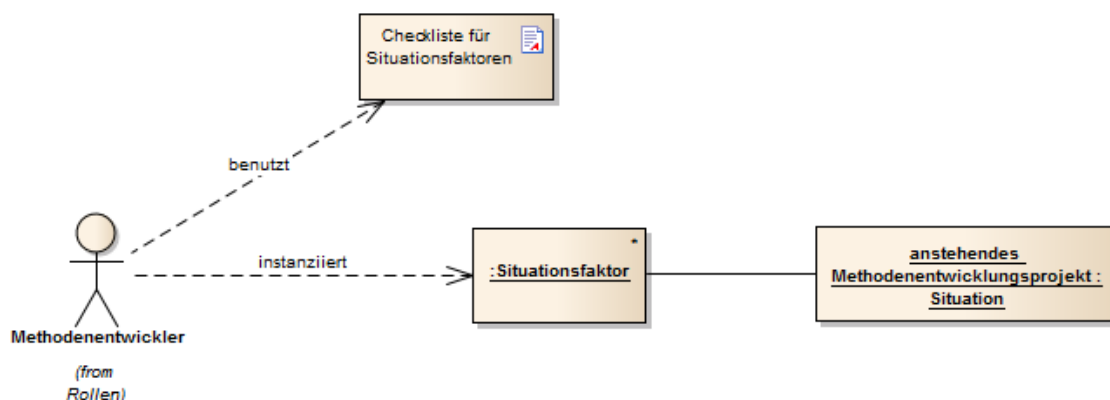 Checkliste für
Situationsfaktoren
benutzt
instanziiert
*
:Situationsfaktor
anstehendes
Methodenentwicklungsprojekt :
Situation
Methodenentwickler
(from
Rollen)